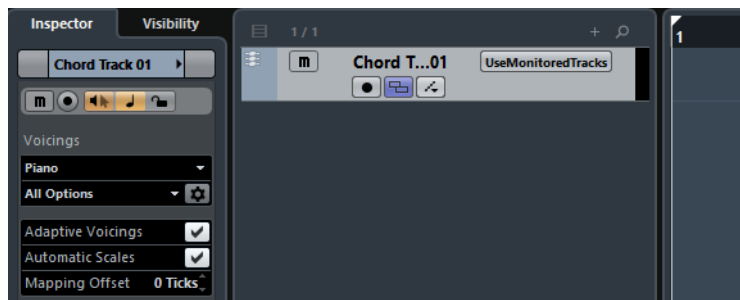 Inspector
Visibility
Chord Track 01
m
Voicings
Piano
All Options
Adaptive Voicings
Automatic Scales
Mapping Offset 0 Ticks
1 / 1
m Chord T...01 UseMonitoredTracks
1